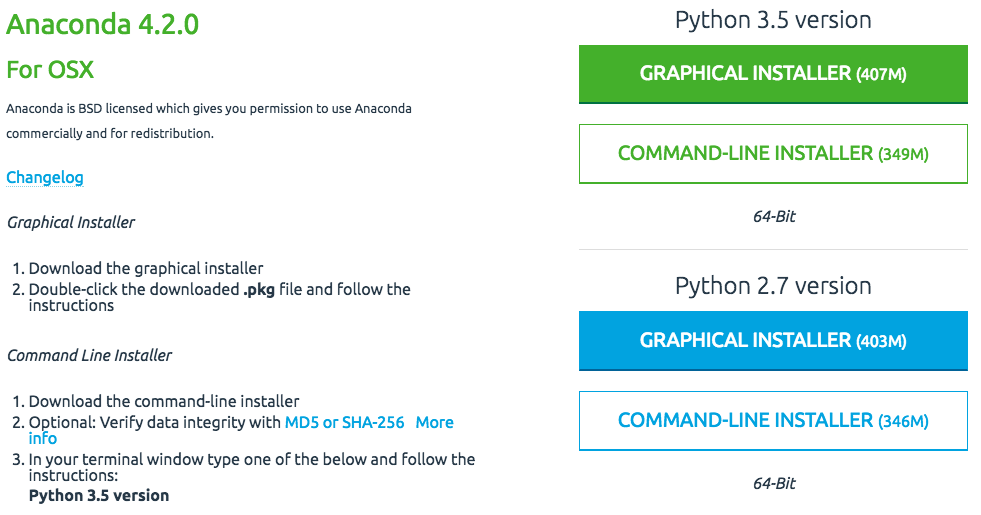 Anaconda 4.2.0
For OSX
Anaconda is BSD licensed which gives you permission to use Anaconda
commercially and for redistribution.
Changelog
Graphical Installer
1. Download the graphical installer
2. Double-click the downloaded .pkg file and follow the
instructions
Command Line Installer
1. Download the command-line installer
2. Optional: Verify data integrity with MD5 or SHA-256 More
info
3. In your terminal window type one of the below and follow the
instructions:
Python 3.5 version
Python 3.5 version
GRAPHICAL INSTALLER (407M)
COMMAND-LINE INSTALLER (349M)
64-Bit
Python 2.7 version
GRAPHICAL INSTALLER (403M)
COMMAND-LINE INSTALLER (346M)
64-Bit